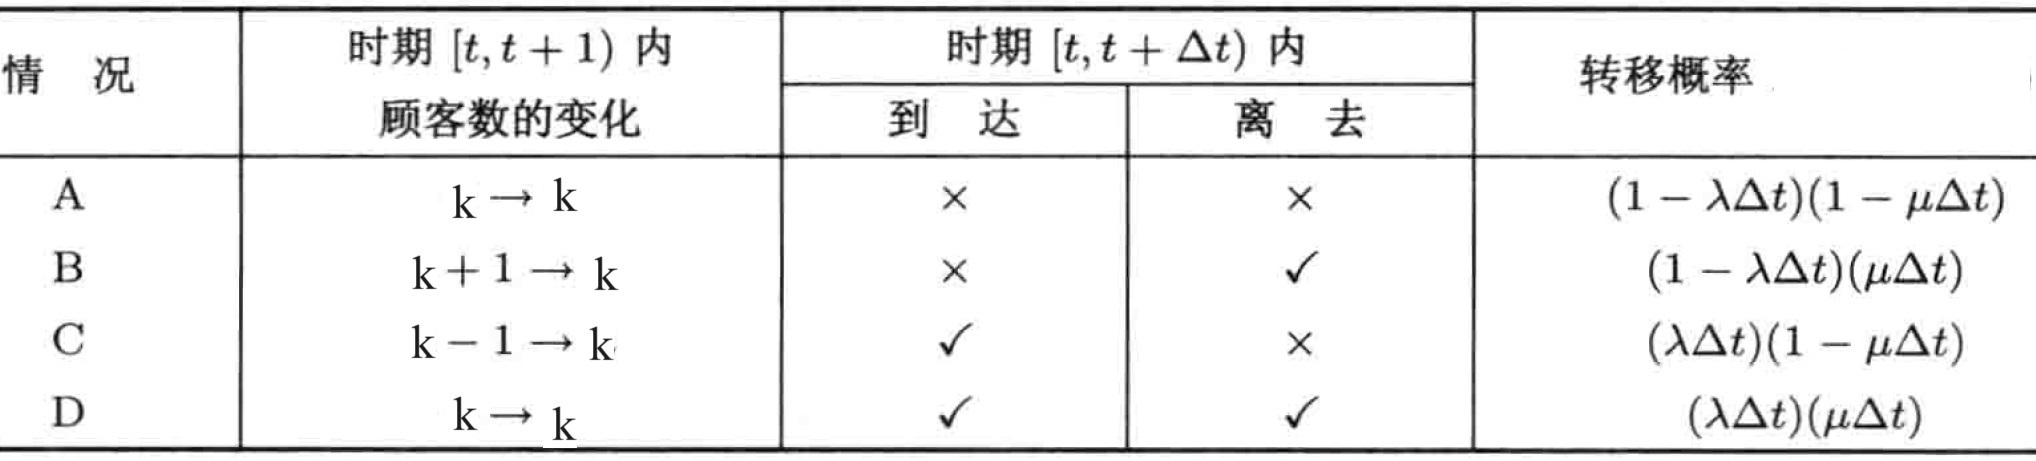 情 况 时期 [t, t + 1) 内 顾客数的变化 时期 [t, t + Δt) 内 转移概率
到 达 离 去
A k → k × × (1 − λΔt)(1 − μΔt)
B k + 1 → k × ✓ (1 − λΔt)(μΔt)
C k − 1 → k ✓ × (λΔt)(1 − μΔt)
D k → k ✓ ✓ (λΔt)(μΔt)